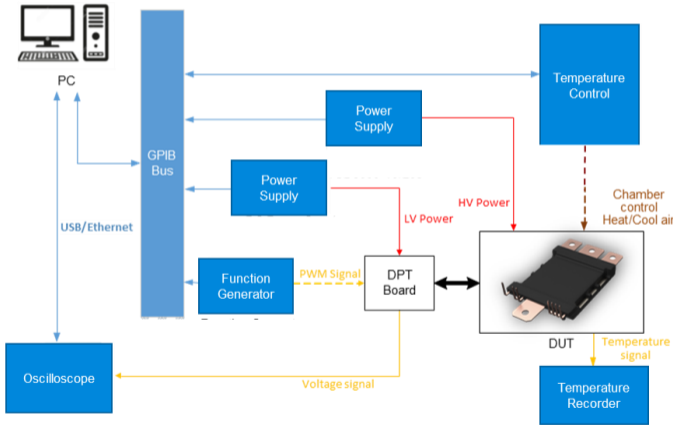 PC
GPIB
Bus
Temperature
Control
Power
Supply
Power
Supply
HV Power
LV Power
Chamber
control
Heat/Cool air
USB/Ethernet
Function
Generator
PWM Signal
DPT
Board
DUT
Temperature
signal
Oscilloscope
Voltage signal
Temperature
Recorder